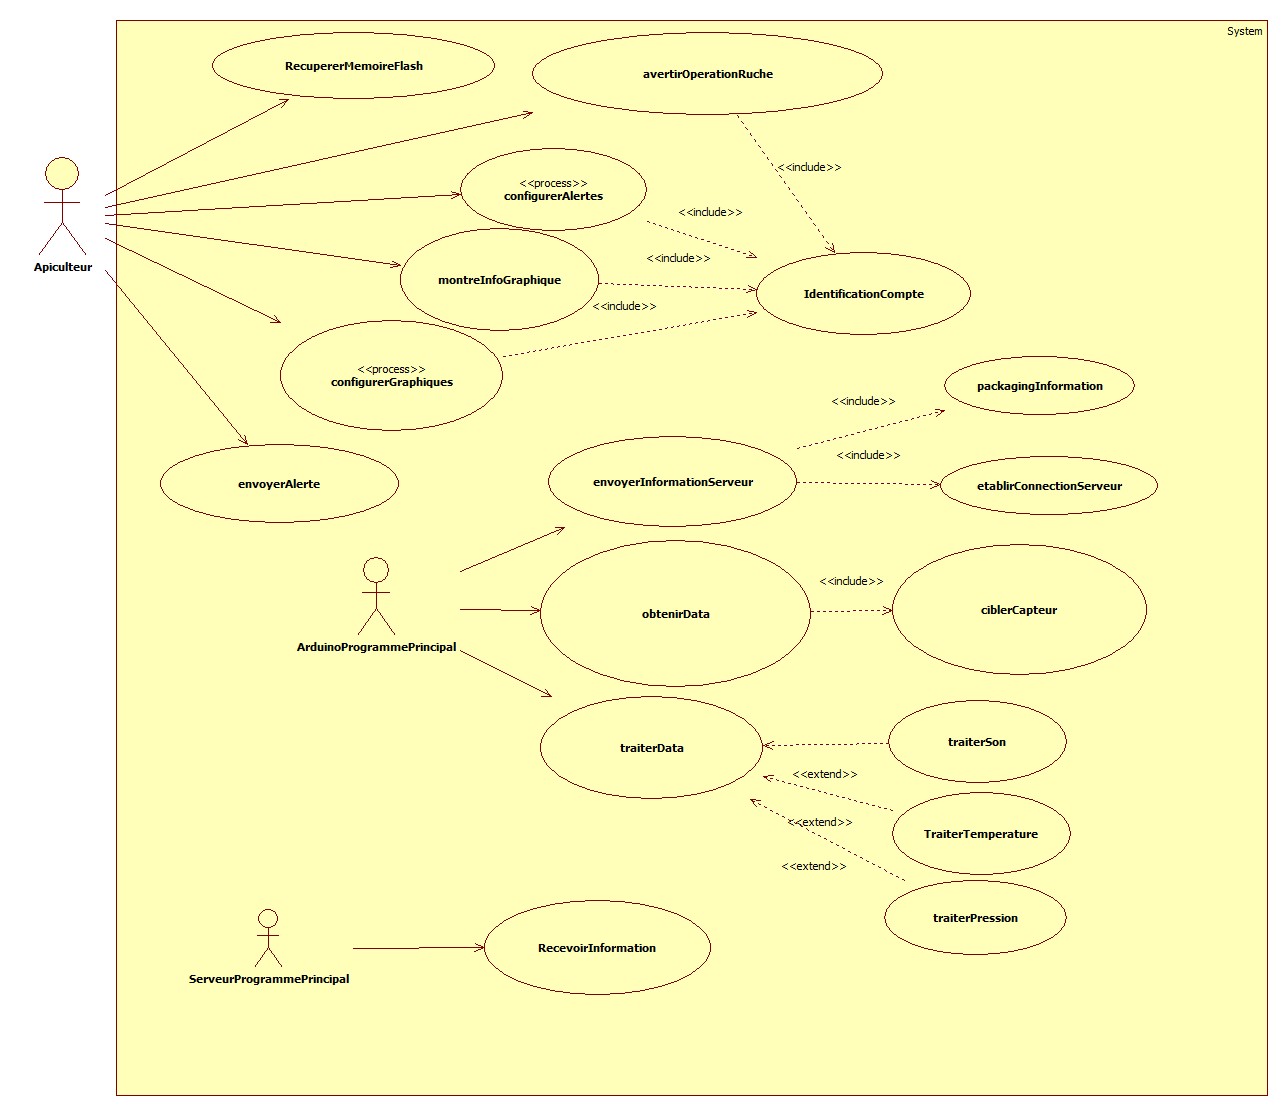 System
RecupererMemoireFlash
avertirOperationRuche
<<include>>
<<process>>
configurerAlertes
<<include>>
Apiculteur
<<include>>
montreInfoGraphique
IdentificationCompte
<<include>>
<<process>>
configurerGraphiques
packagingInformation
<<include>>
<<include>>
envoyerAlerte
envoyerInformationServeur
etablirConnectionServeur
<<include>>
obtenirData
ciblerCapteur
ArduinoProgrammePrincipal
traiterData
traiterSon
<<extend>>
<<extend>>
TraiterTemperature
<<extend>>
traiterPression
RecevoirInformation
ServeurProgrammePrincipal